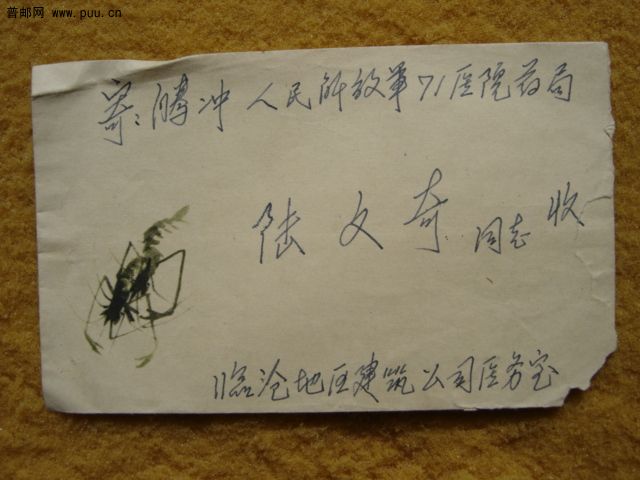 普邮网 www.puu.cn
寄:腾冲 人民解放军71医院药局
陆文奇 同志 收
临沧地区建筑公司医务室